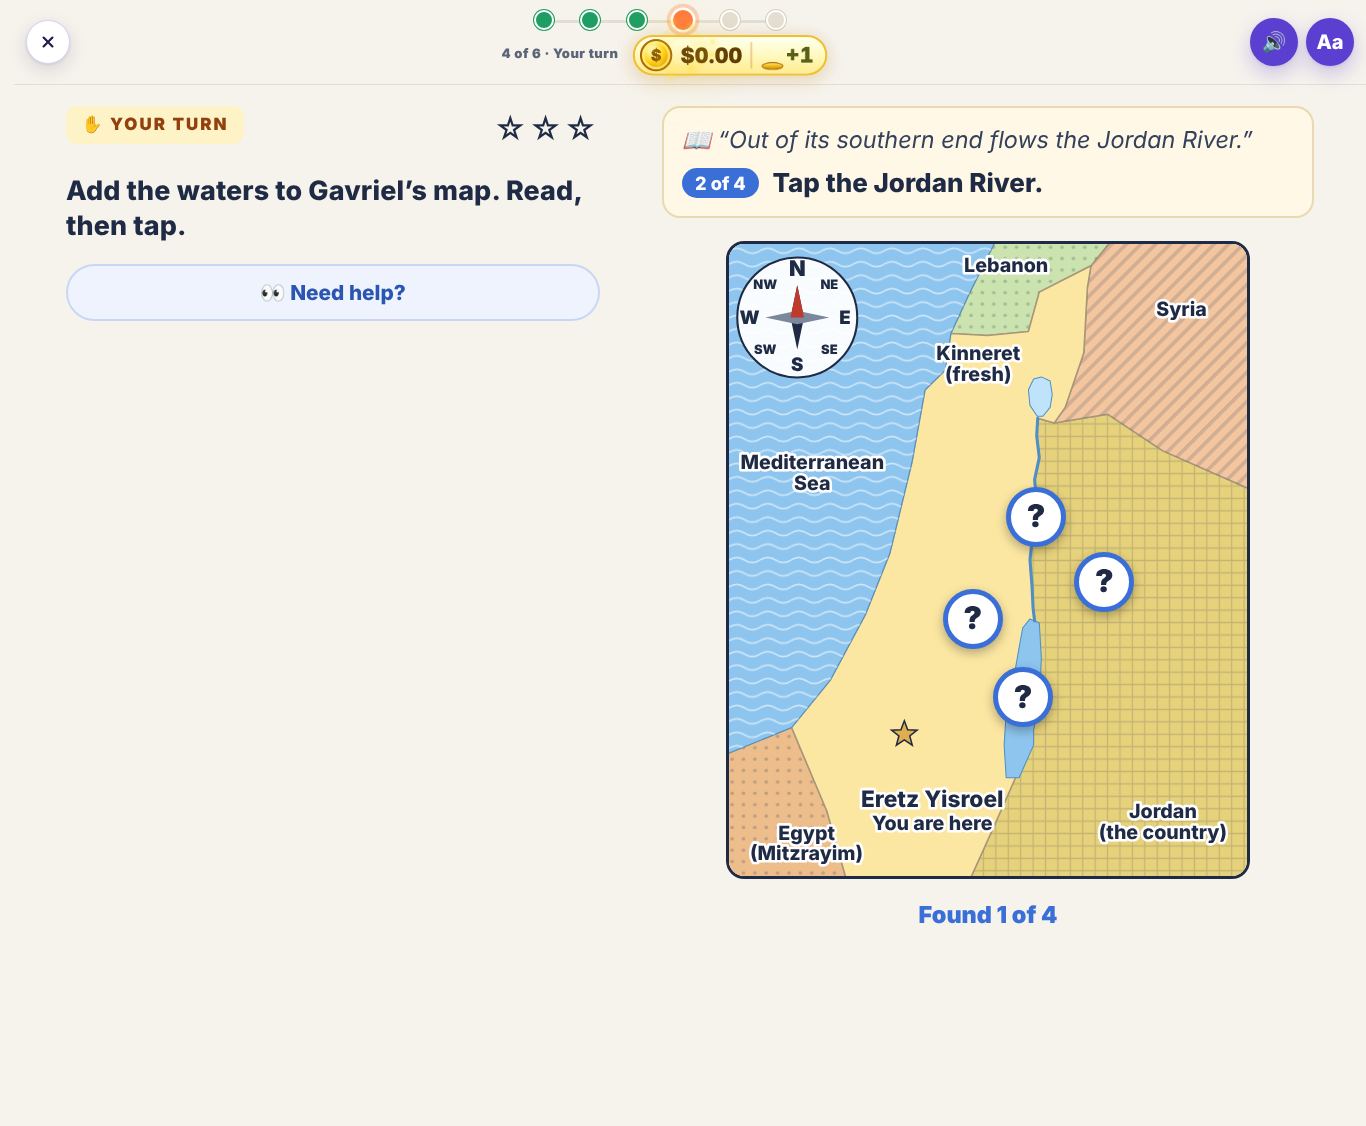 4 of 6 · Your turn
$ $0.00 +1
Aa
✋ YOUR TURN
Add the waters to Gavriel’s map. Read,
then tap.
👀 Need help?
📖 “Out of its southern end flows the Jordan River.”
2 of 4 Tap the Jordan River.
N
NW NE
W E
SW SE
S
Lebanon
Syria
Kinneret
(fresh)
Mediterranean
Sea
?
?
?
?
Eretz Yisroel
You are here
Jordan
(the country)
Egypt
(Mitzrayim)
Found 1 of 4